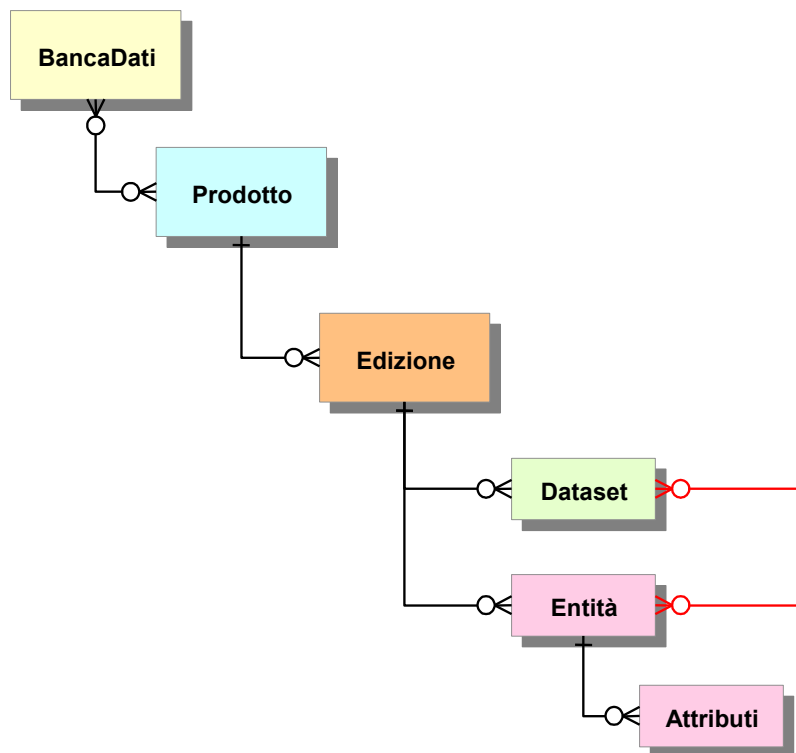 BancaDati
Prodotto
Edizione
Dataset
Entità
Attributi